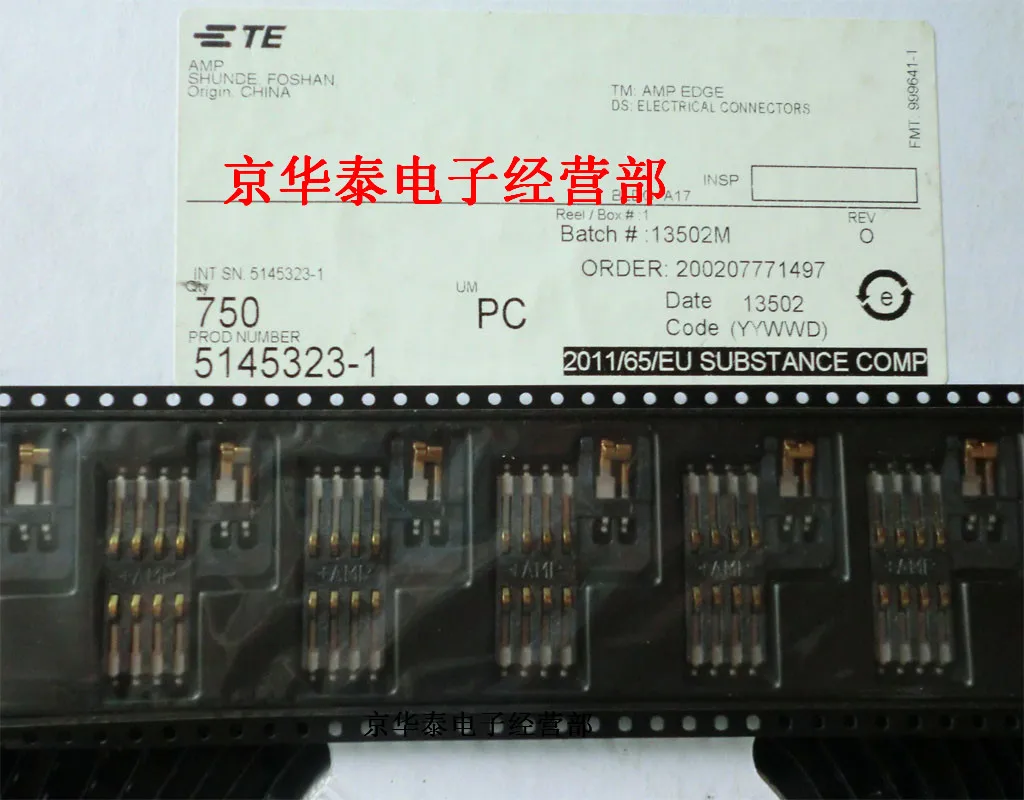 TE
AMP
SHUNDE, FOSHAN,
Origin. CHINA
TM: AMP EDGE
DS: ELECTRICAL CONNECTORS
FMT. 999641-1
京华泰电子经营部
A17
INSP
Reel / Box # :1
Batch # :13502M
REV
O
INT SN. 5145323-1
ORDER: 200207771497
Qty
750
UM
PC
Date 13502
Code (YYWWD)
e
PROD NUMBER
5145323-1
2011/65/EU SUBSTANCE COMP
AMP
AMP
AMP
AMP
AMP
京华泰电子经营部